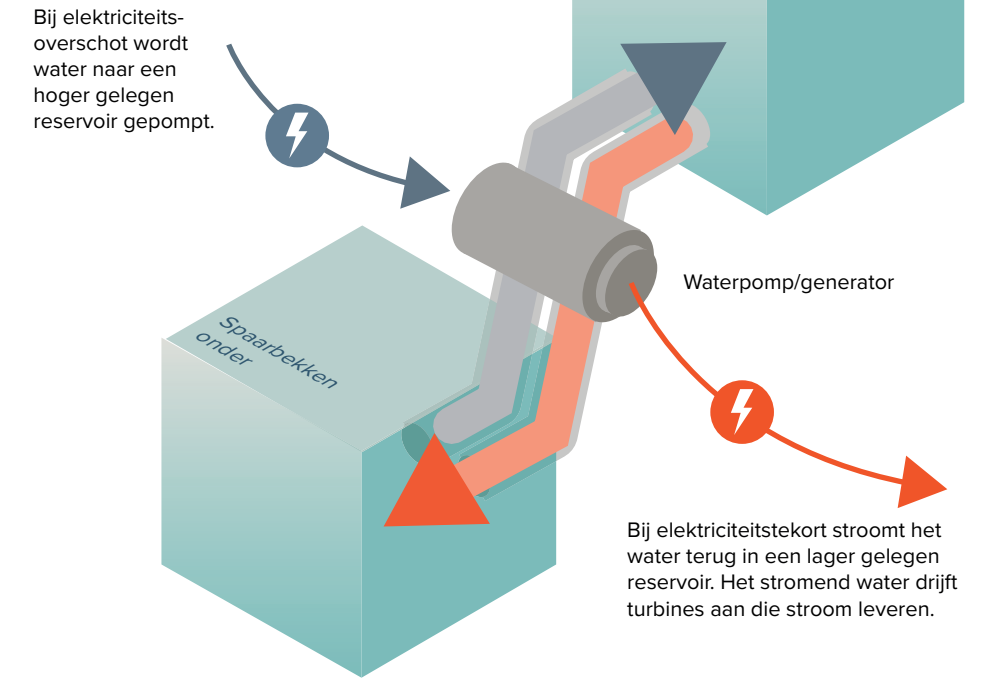 Bij elektriciteits-
overschot wordt
water naar een
hoger gelegen
reservoir gepompt.
Waterpomp/generator
Spaarbekken
onder
Bij elektriciteitstekort stroomt het
water terug in een lager gelegen
reservoir. Het stromend water drijft
turbines aan die stroom leveren.